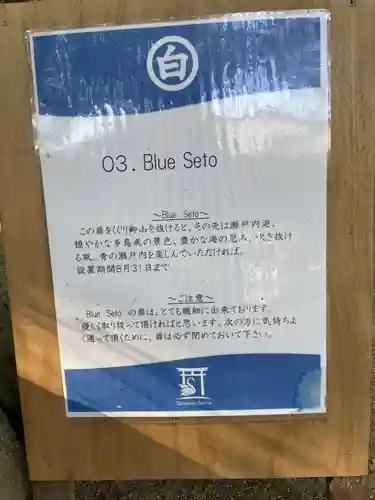 白
03. Blue Seto
～Blue Seto～
この扉をくぐり御山を抜けると、その先は瀬戸内海。
穏やかな多島美の景色、豊かな海の恵み、吹き抜け
る風。青の瀬戸内を楽しんでいただければ。
設置期間8月31日まで
～ご注意～
Blue Seto の扉は、とても繊細に出来ております。
優しく取り扱って頂ければと思います。次の方に気持ちよ
く通って頂くために、扉は必ず閉めておいて下さい。